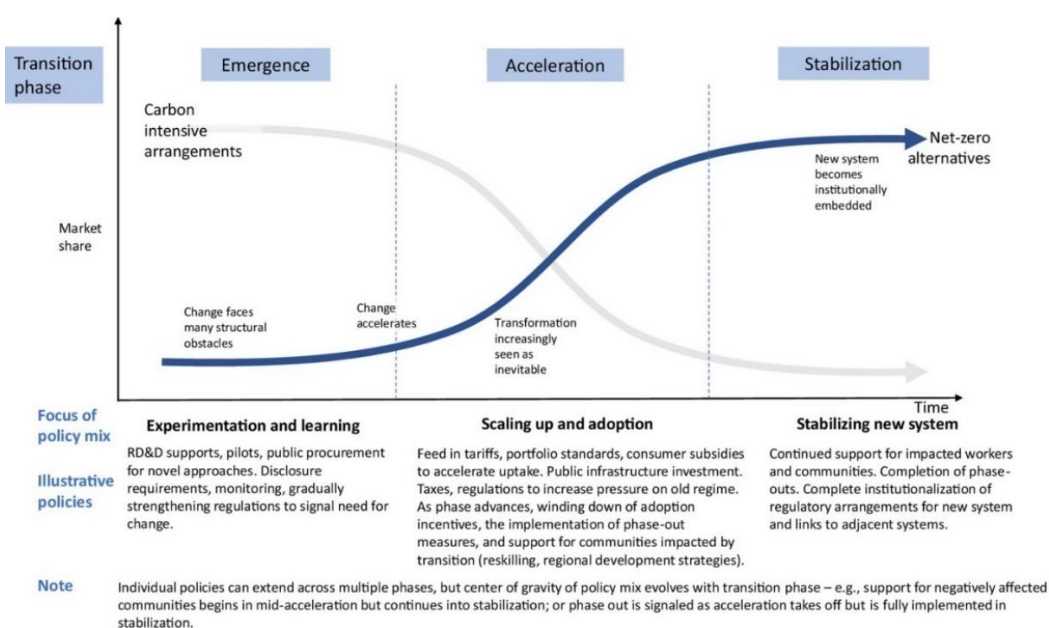 Transition
phase
Emergence
Acceleration
Stabilization
Carbon
intensive
arrangements
Net-zero
alternatives
New system
becomes
institutionally
embedded
Market
share
Change faces
many structural
obstacles
Change
accelerates
Transformation
increasingly
seen as
inevitable
Time
Focus of
policy mix
Experimentation and learning
Scaling up and adoption
Stabilizing new system
Illustrative
policies
RD&D supports, pilots, public procurement
for novel approaches. Disclosure
requirements, monitoring, gradually
strengthening regulations to signal need for
change.
Feed in tariffs, portfolio standards, consumer subsidies
to accelerate uptake. Public infrastructure investment.
Taxes, regulations to increase pressure on old regime.
As phase advances, winding down of adoption
incentives, the implementation of phase-out
measures, and support for communities impacted by
transition (reskilling, regional development strategies).
Continued support for impacted workers
and communities. Completion of phase-
outs. Complete institutionalization of
regulatory arrangements for new system
and links to adjacent systems.
Note
Individual policies can extend across multiple phases, but center of gravity of policy mix evolves with transition phase – e.g., support for negatively affected
communities begins in mid-acceleration but continues into stabilization; or phase out is signaled as acceleration takes off but is fully implemented in
stabilization.